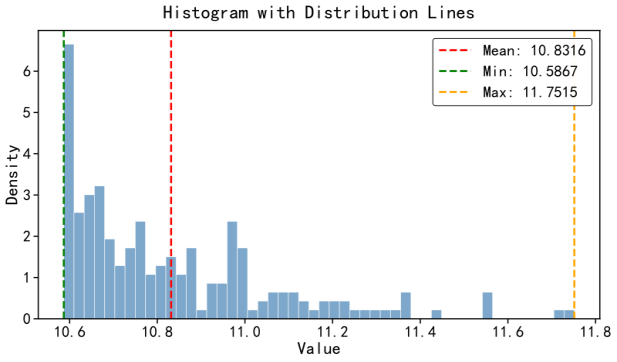 Histogram with Distribution Lines
Mean: 10.8316
Min: 10.5867
Max: 11.7515
Density
6
5
4
3
2
1
0
10.6 10.8 11.0 11.2 11.4 11.6 11.8
Value